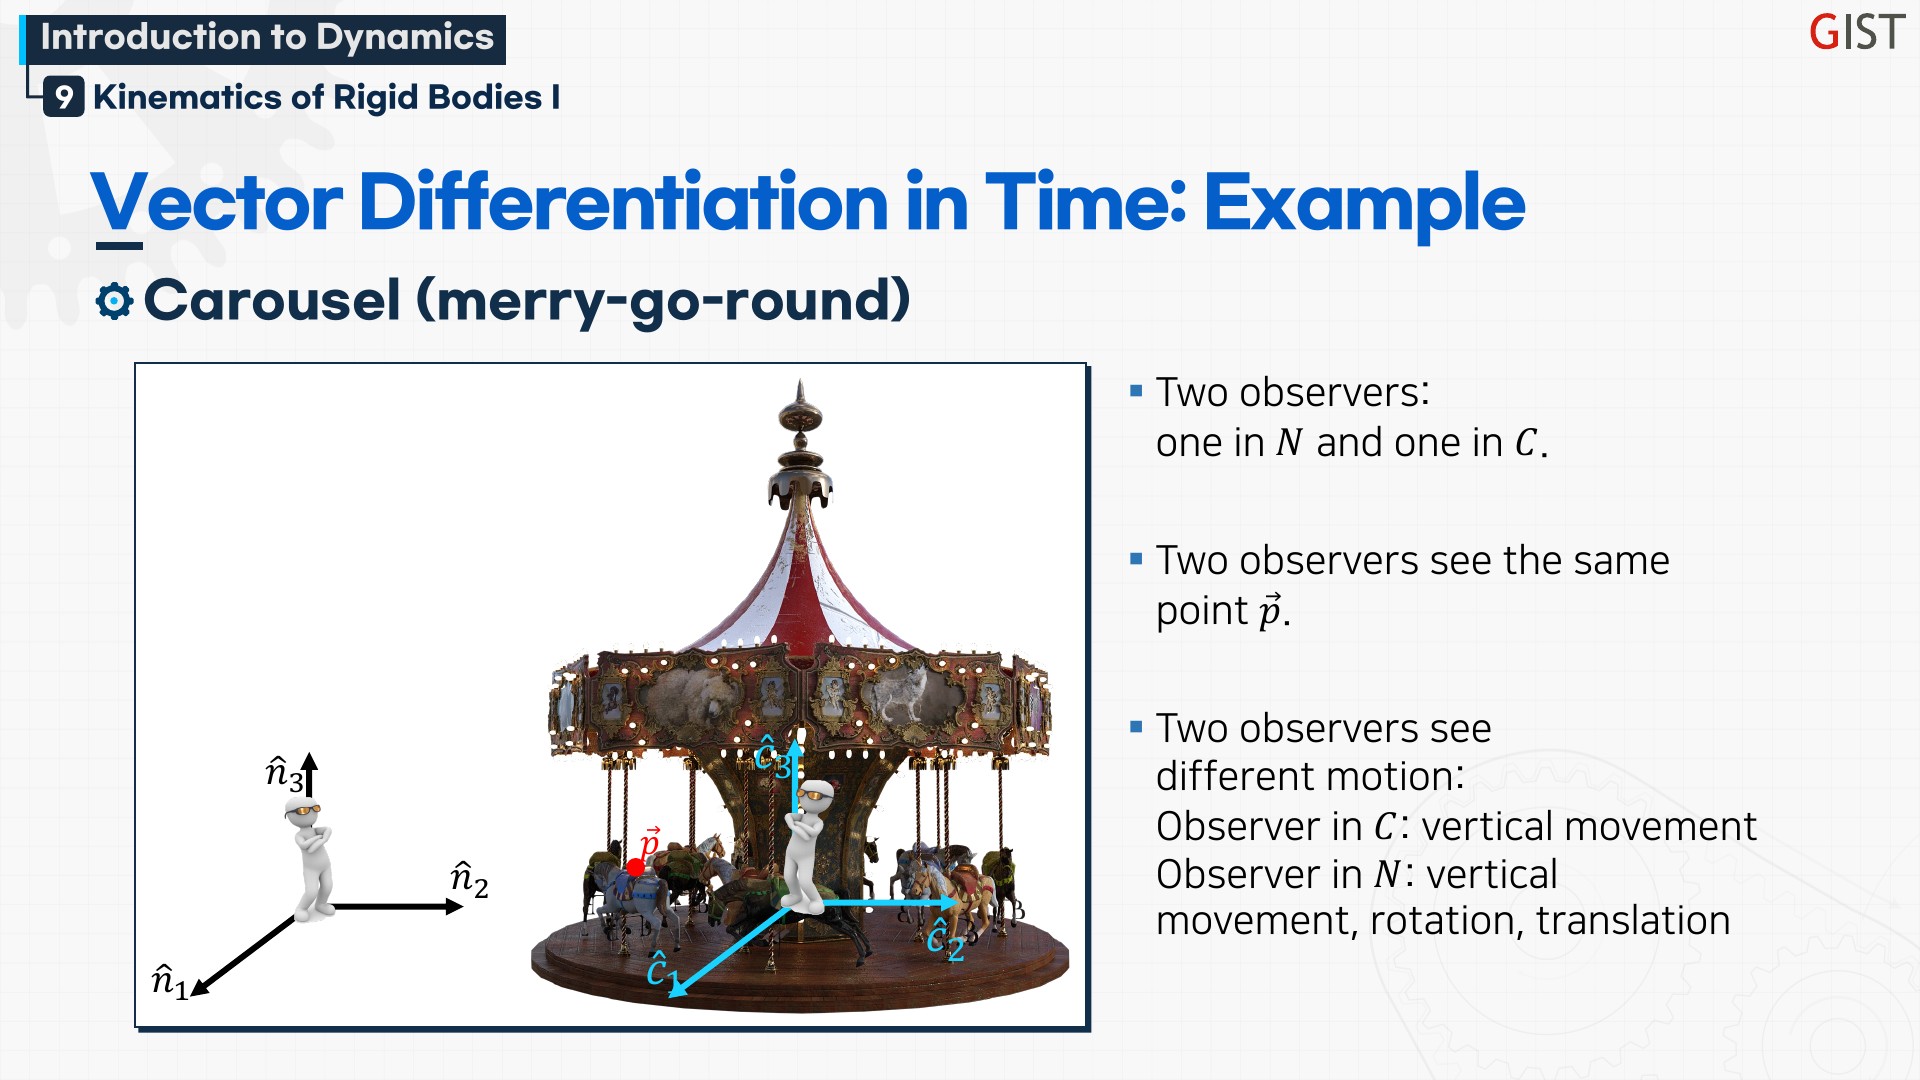 Introduction to Dynamics
GIST
9 Kinematics of Rigid Bodies I
Vector Differentiation in Time: Example
Carousel (merry-go-round)
▪ Two observers:
one in N and one in C.
▪ Two observers see the same
point p⃗.
▪ Two observers see
different motion:
Observer in C: vertical movement
Observer in N: vertical
movement, rotation, translation
n̂₃
n̂₂
n̂₁
p⃗
ĉ₃
ĉ₂
ĉ₁